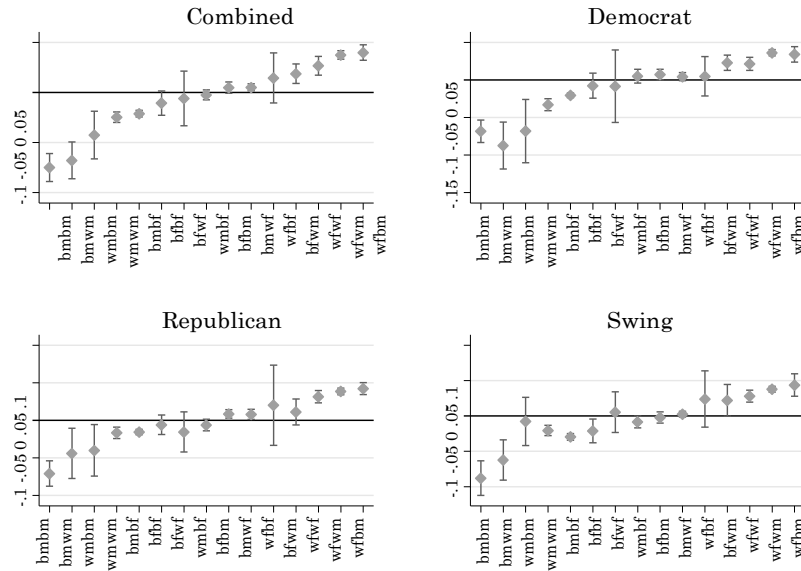 Combined
-.1 -.05 0 .05
bmbm
bmwm
wmbm
wmwm
bmbf
bfbf
bfwf
wmbf
bfbm
bmwf
wfbf
bfwm
wfwf
wfwm
wfbm
Democrat
-.15 -.1 -.05 0 .05
bmbm
bmwm
wmbm
wmwm
bmbf
bfbf
bfwf
wmbf
bfbm
bmwf
wfbf
bfwm
wfwf
wfwm
wfbm
Republican
-.1 -.05 0 .05 .1
bmbm
bmwm
wmbm
wmwm
bmbf
bfbf
bfwf
wmbf
bfbm
bmwf
wfbf
bfwm
wfwf
wfwm
wfbm
Swing
-.1 -.05 0 .05 .1
bmbm
bmwm
wmbm
wmwm
bmbf
bfbf
bfwf
wmbf
bfbm
bmwf
wfbf
bfwm
wfwf
wfwm
wfbm